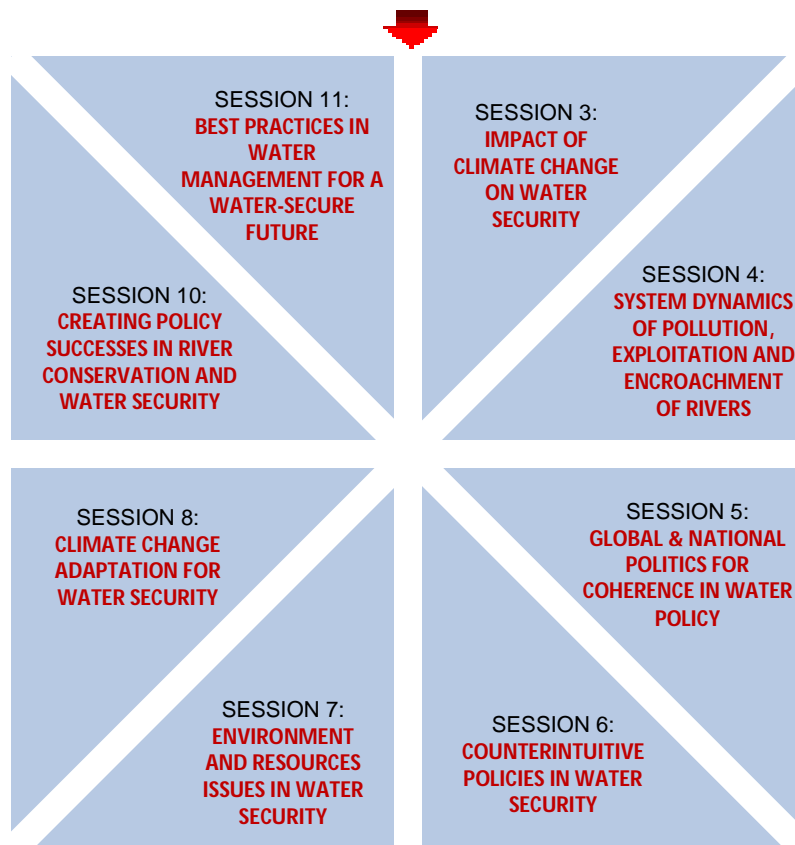 SESSION 11:
BEST PRACTICES IN
WATER
MANAGEMENT FOR A
WATER-SECURE
FUTURE
SESSION 3:
IMPACT OF
CLIMATE CHANGE
ON WATER
SECURITY
SESSION 4:
SYSTEM DYNAMICS
OF POLLUTION,
EXPLOITATION AND
ENCROACHMENT
OF RIVERS
SESSION 10:
CREATING POLICY
SUCCESSES IN RIVER
CONSERVATION AND
WATER SECURITY
SESSION 8:
CLIMATE CHANGE
ADAPTATION FOR
WATER SECURITY
SESSION 5:
GLOBAL & NATIONAL
POLITICS FOR
COHERENCE IN WATER
POLICY
SESSION 7:
ENVIRONMENT
AND RESOURCES
ISSUES IN WATER
SECURITY
SESSION 6:
COUNTERINTUITIVE
POLICIES IN WATER
SECURITY